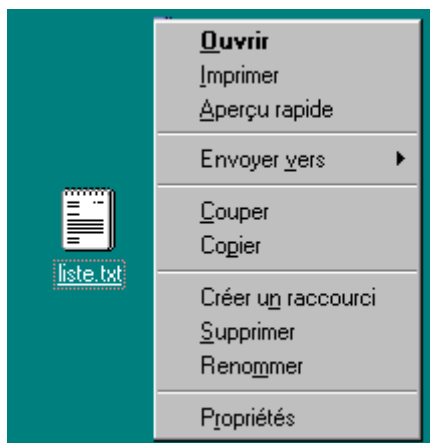 Ouvrir
Imprimer
Aperçu rapide
Envoyer vers
liste.txt
Couper
Copier
Créer un raccourci
Supprimer
Renommer
Propriétés